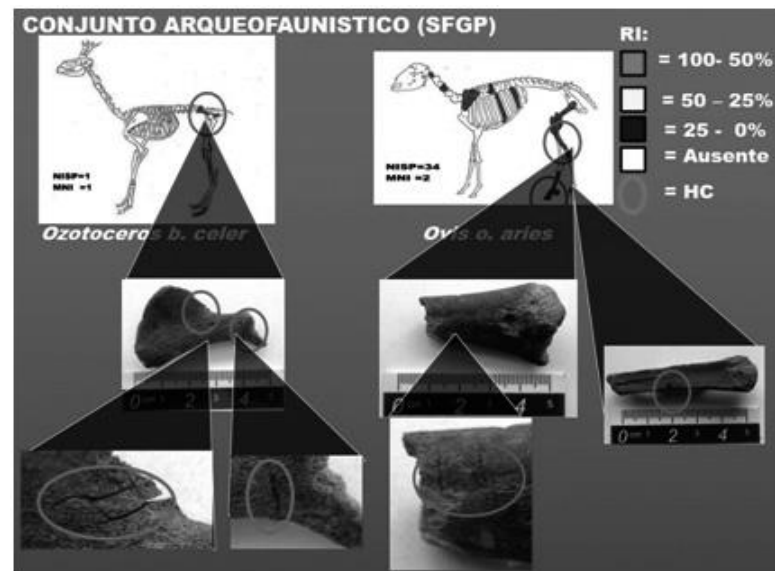 CONJUNTO ARQUEOFAUNISTICO (SFGP)
RI:
= 100- 50%
= 50 – 25%
= 25 - 0%
= Ausente
= HC
NISP=1
MNI =1
NISP=34
MNI =2
Ozotoceros b. celer
Ovis o. aries
0 2 4
0 2 4
0 2 4